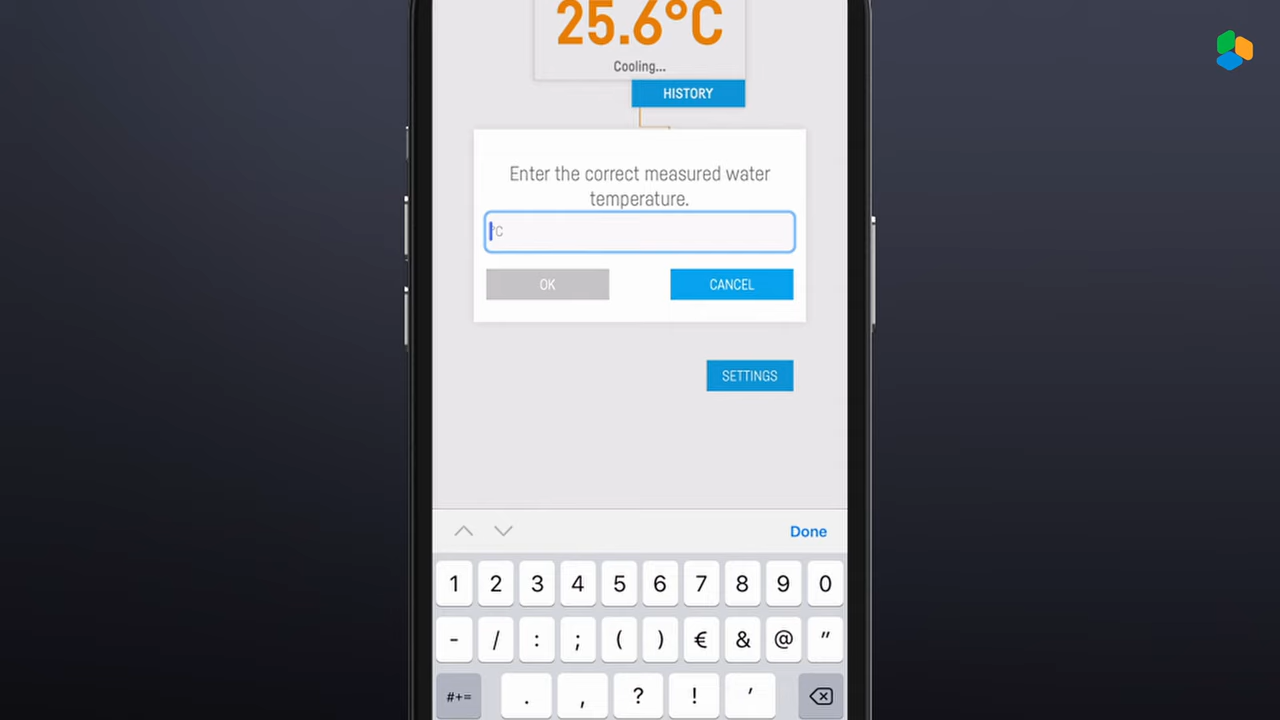 25.6°C
Cooling...
HISTORY
Enter the correct measured water
temperature.
°C
OK
CANCEL
SETTINGS
Done
1 2 3 4 5 6 7 8 9 0
- / : ; ( ) € & @ "
#+= . , ? ! '